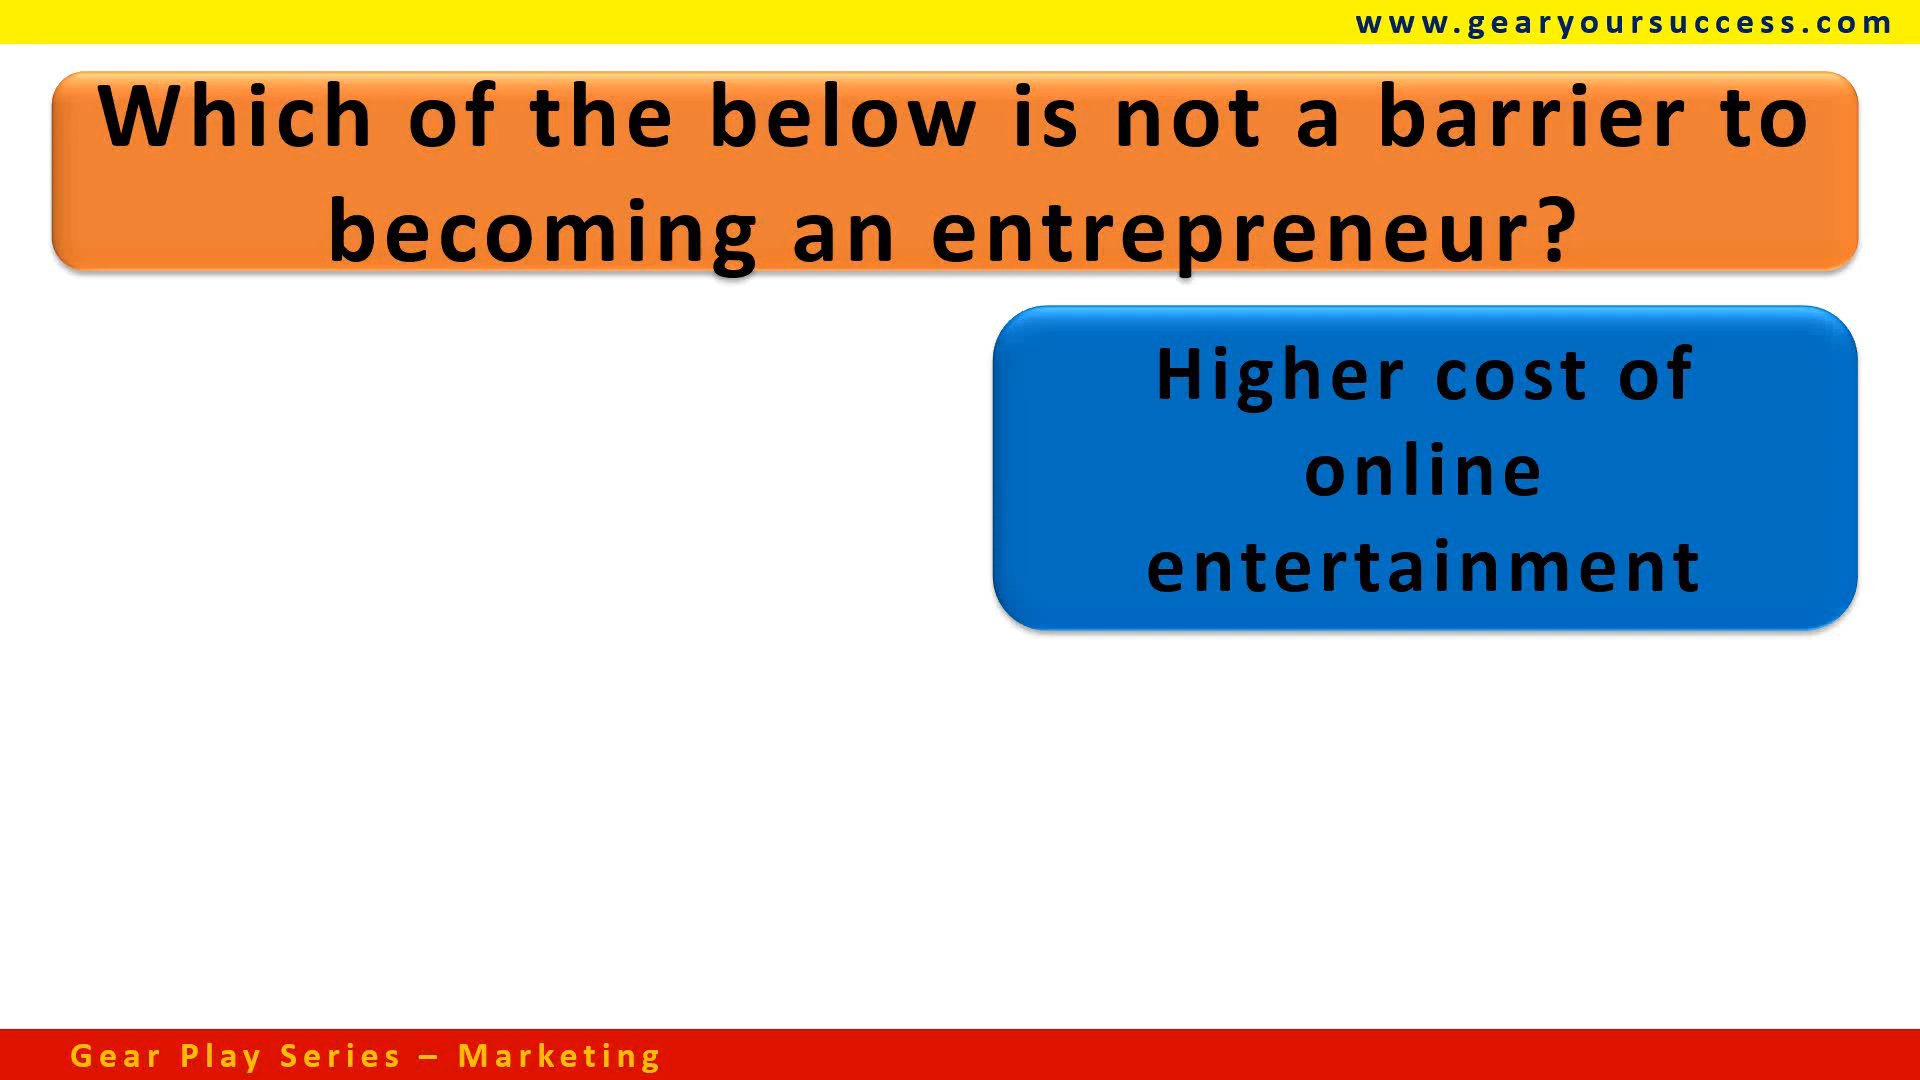 www.gearyoursuccess.com
Which of the below is not a barrier to
becoming an entrepreneur?
Higher cost of
online
entertainment
Gear Play Series – Marketing